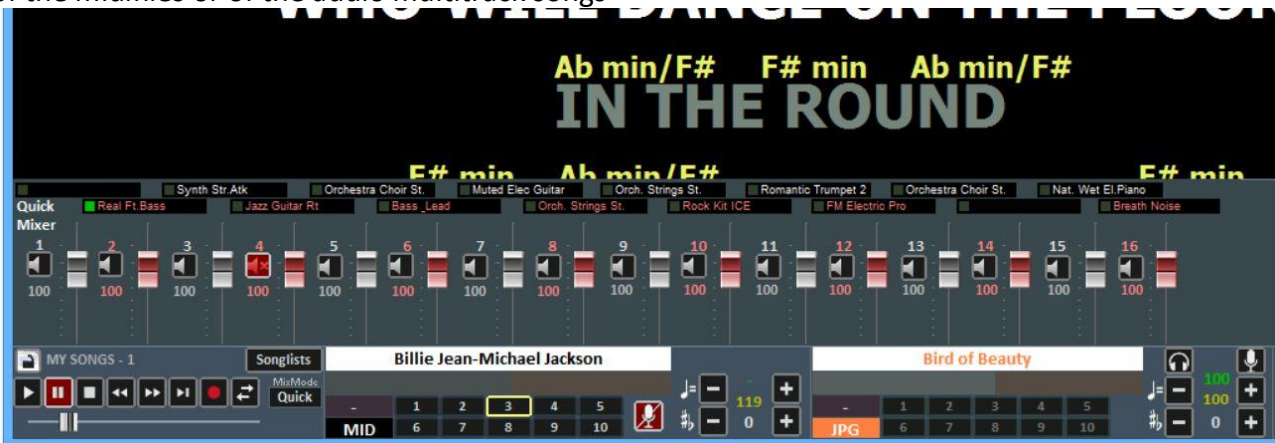 WHO WILL DANCE ON THE FLOOR
Ab min/F# F# min Ab min/F#
IN THE ROUND
F# min Ab min/F# F# min
Synth Str.Atk Orchestra Choir St. Muted Elec Guitar Orch. Strings St. Romantic Trumpet 2 Orchestra Choir St. Nat. Wet El.Piano
Quick Real Ft.Bass Jazz Guitar Rt Bass _Lead Orch. Strings St. Rock Kit ICE FM Electric Pro Breath Noise
Mixer
1 2 3 4 5 6 7 8 9 10 11 12 13 14 15 16
100 100 100 100 100 100 100 100 100 100 100 100 100 100 100 100
MY SONGS - 1 Songlists Billie Jean-Michael Jackson Bird of Beauty
MixMode
Quick
- 1 2 3 4 5 ♩= - - 119 + - 1 2 3 4 5 ♩= - 100 100 +
MID 6 7 8 9 10 #b - 0 + JPG 6 7 8 9 10 #b - 0 +